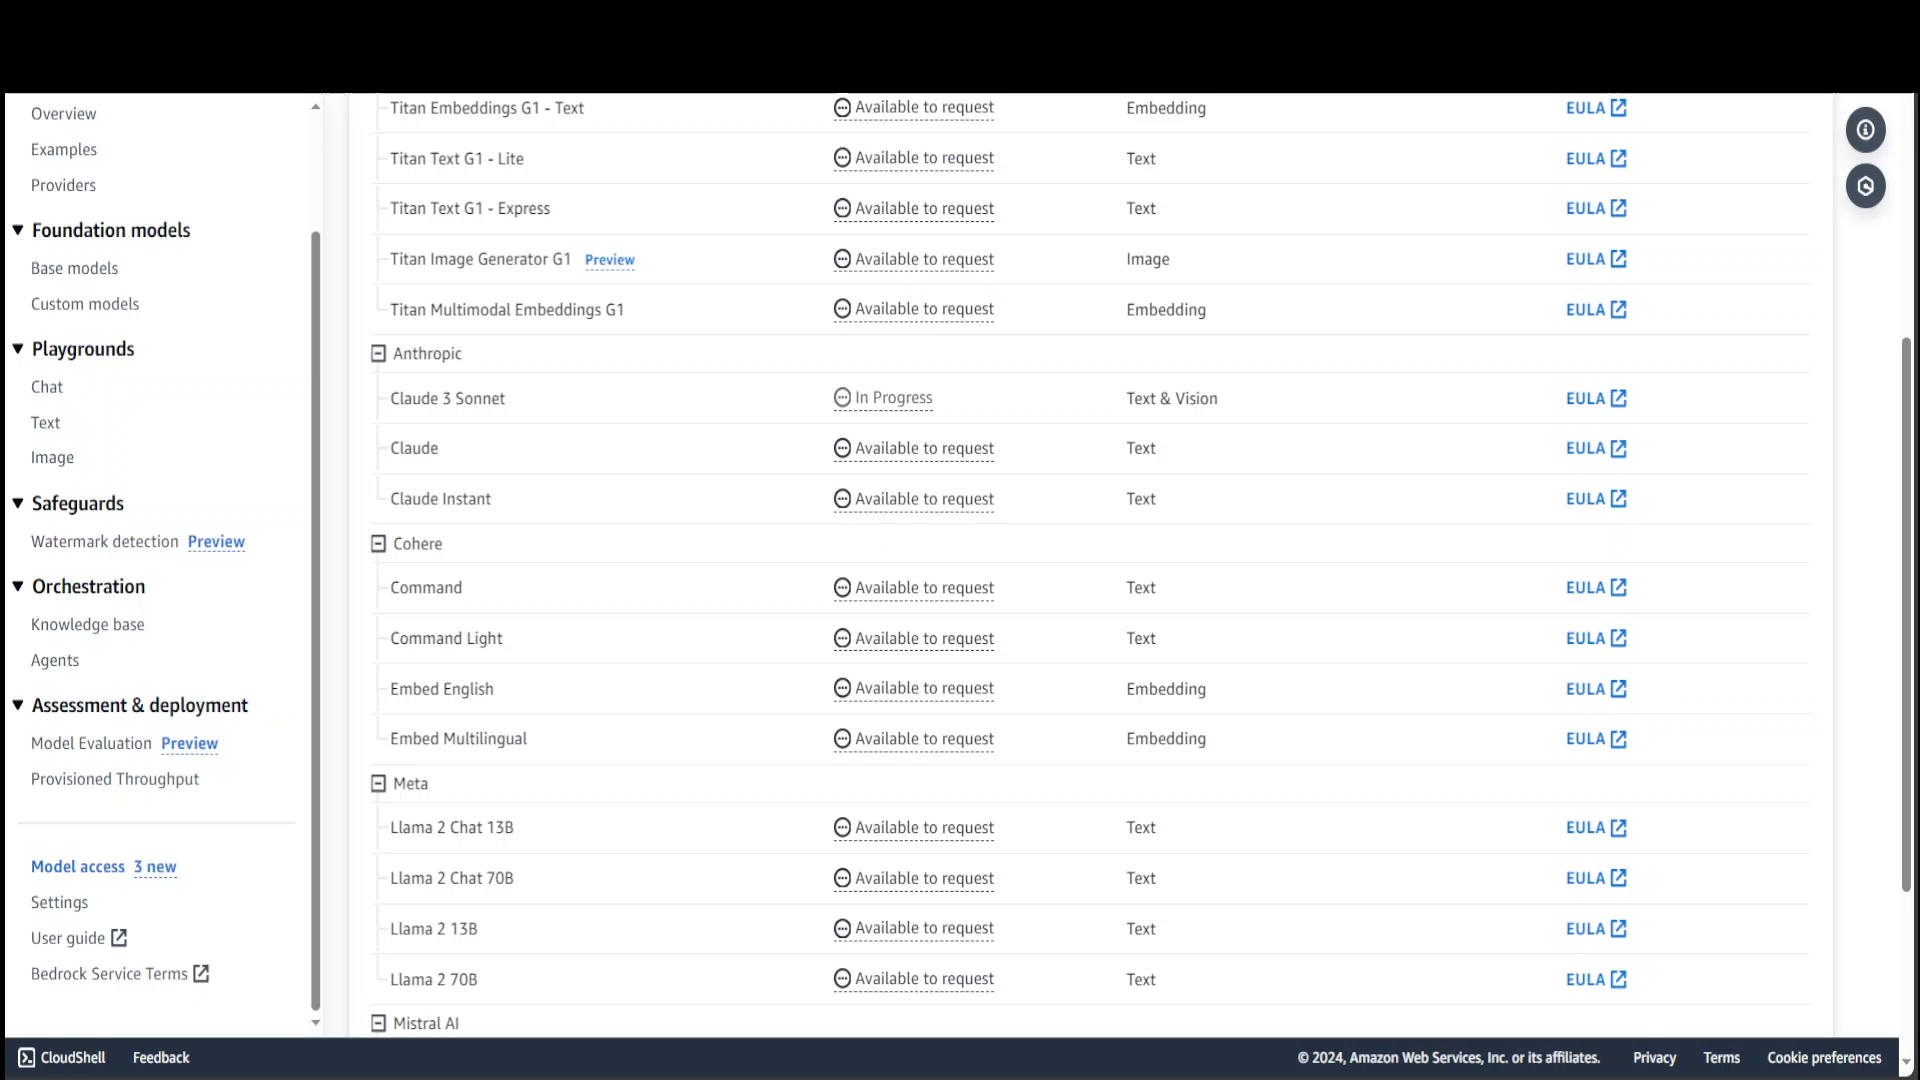 Overview
Examples
Providers
Foundation models
Base models
Custom models
Playgrounds
Chat
Text
Image
Safeguards
Watermark detection Preview
Orchestration
Knowledge base
Agents
Assessment & deployment
Model Evaluation Preview
Provisioned Throughput
Model access 3 new
Settings
User guide
Bedrock Service Terms
Titan Embeddings G1 - Text Available to request Embedding EULA
Titan Text G1 - Lite Available to request Text EULA
Titan Text G1 - Express Available to request Text EULA
Titan Image Generator G1 Preview Available to request Image EULA
Titan Multimodal Embeddings G1 Available to request Embedding EULA
Anthropic
Claude 3 Sonnet In Progress Text & Vision EULA
Claude Available to request Text EULA
Claude Instant Available to request Text EULA
Cohere
Command Available to request Text EULA
Command Light Available to request Text EULA
Embed English Available to request Embedding EULA
Embed Multilingual Available to request Embedding EULA
Meta
Llama 2 Chat 13B Available to request Text EULA
Llama 2 Chat 70B Available to request Text EULA
Llama 2 13B Available to request Text EULA
Llama 2 70B Available to request Text EULA
Mistral AI
CloudShell Feedback © 2024, Amazon Web Services, Inc. or its affiliates. Privacy Terms Cookie preferences